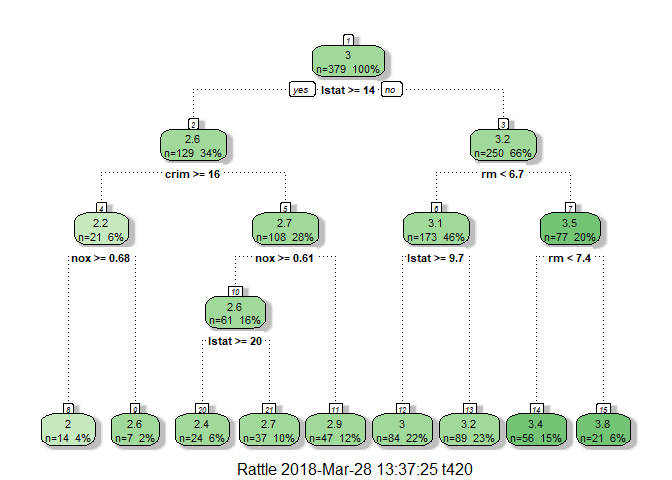 1
3
n=379 100%
yes lstat >= 14 no
2
2.6
n=129 34%
3
3.2
n=250 66%
crim >= 16
rm < 6.7
4
2.2
n=21 6%
5
2.7
n=108 28%
6
3.1
n=173 46%
7
3.5
n=77 20%
nox >= 0.68
nox >= 0.61
lstat >= 9.7
rm < 7.4
10
2.6
n=61 16%
lstat >= 20
8
2
n=14 4%
9
2.6
n=7 2%
20
2.4
n=24 6%
21
2.7
n=37 10%
11
2.9
n=47 12%
12
3
n=84 22%
13
3.2
n=89 23%
14
3.4
n=56 15%
15
3.8
n=21 6%
Rattle 2018-Mar-28 13:37:25 t420